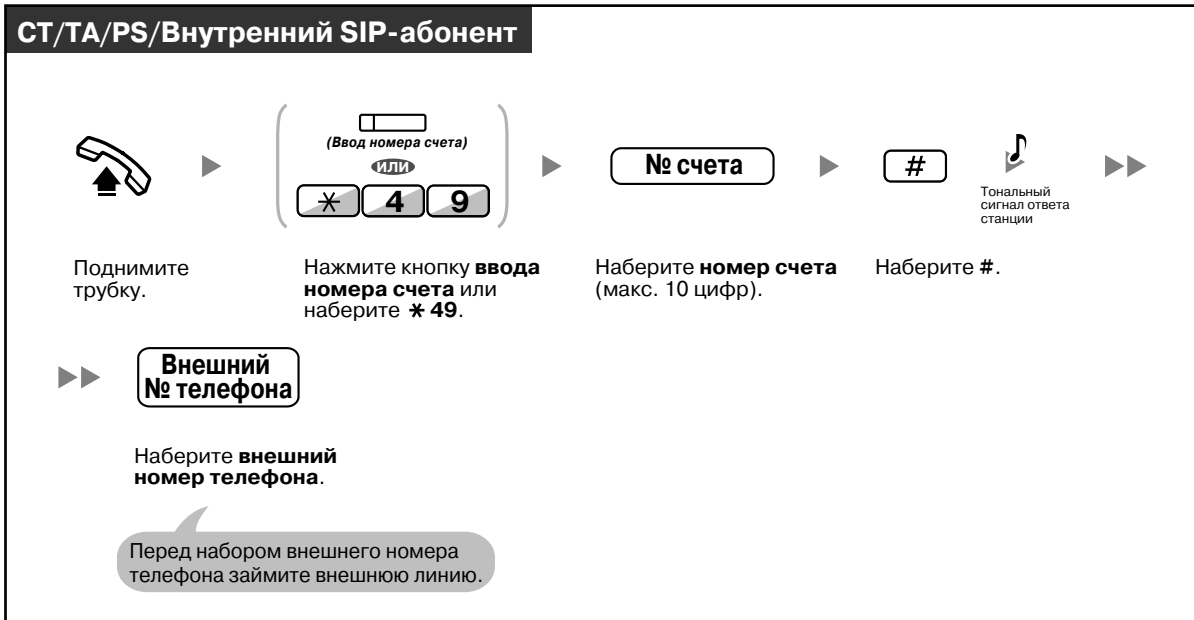 СТ/ТА/PS/Внутренний SIP-абонент
(Ввод номера счета)
ИЛИ
* 4 9
№ счета
#
Тональный
сигнал ответа
станции
Поднимите
трубку.
Нажмите кнопку ввода
номера счета или
наберите * 49.
Наберите номер счета
(макс. 10 цифр).
Наберите #.
Внешний
№ телефона
Наберите внешний
номер телефона.
Перед набором внешнего номера
телефона займите внешнюю линию.